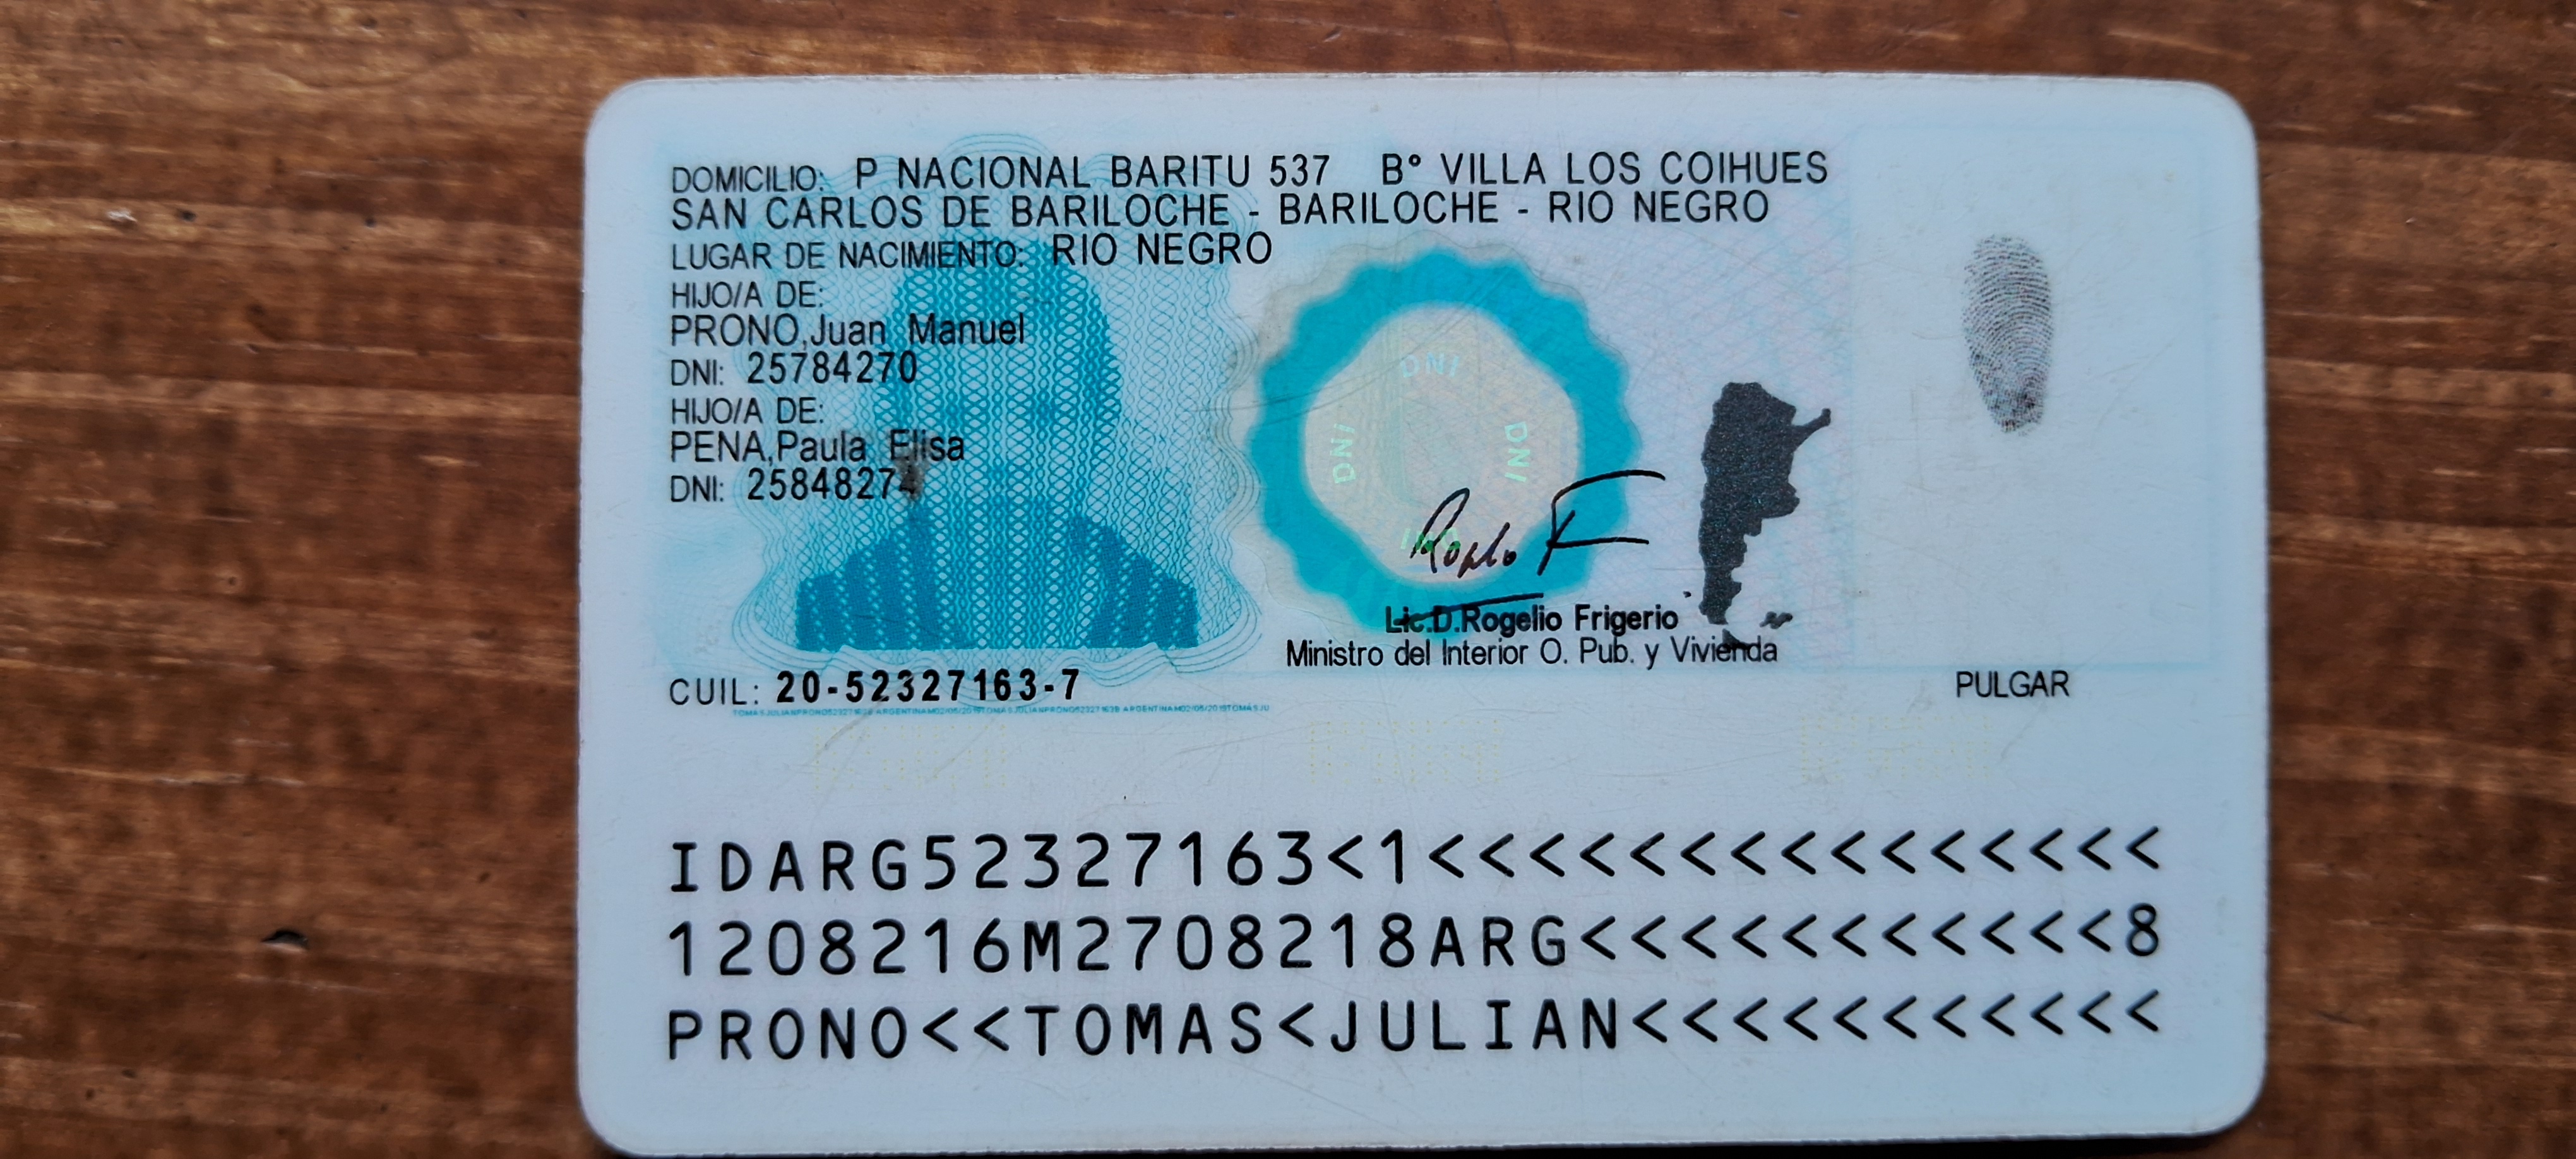 DOMICILIO: P NACIONAL BARITU 537 B° VILLA LOS COIHUES
SAN CARLOS DE BARILOCHE - BARILOCHE - RIO NEGRO
LUGAR DE NACIMIENTO: RIO NEGRO
HIJO/A DE:
PRONO,Juan Manuel
DNI: 25784270
HIJO/A DE:
PENA,Paula Elisa
DNI: 25848274
DNI
DNI
DNI
DNI
Lic.D.Rogelio Frigerio
Ministro del Interior O. Pub. y Vivienda
CUIL: 20-52327163-7
PULGAR
IDARG52327163<1<<<<<<<<<<<<<<<
1208216M2708218ARG<<<<<<<<<<<8
PRONO<<TOMAS<JULIAN<<<<<<<<<<<